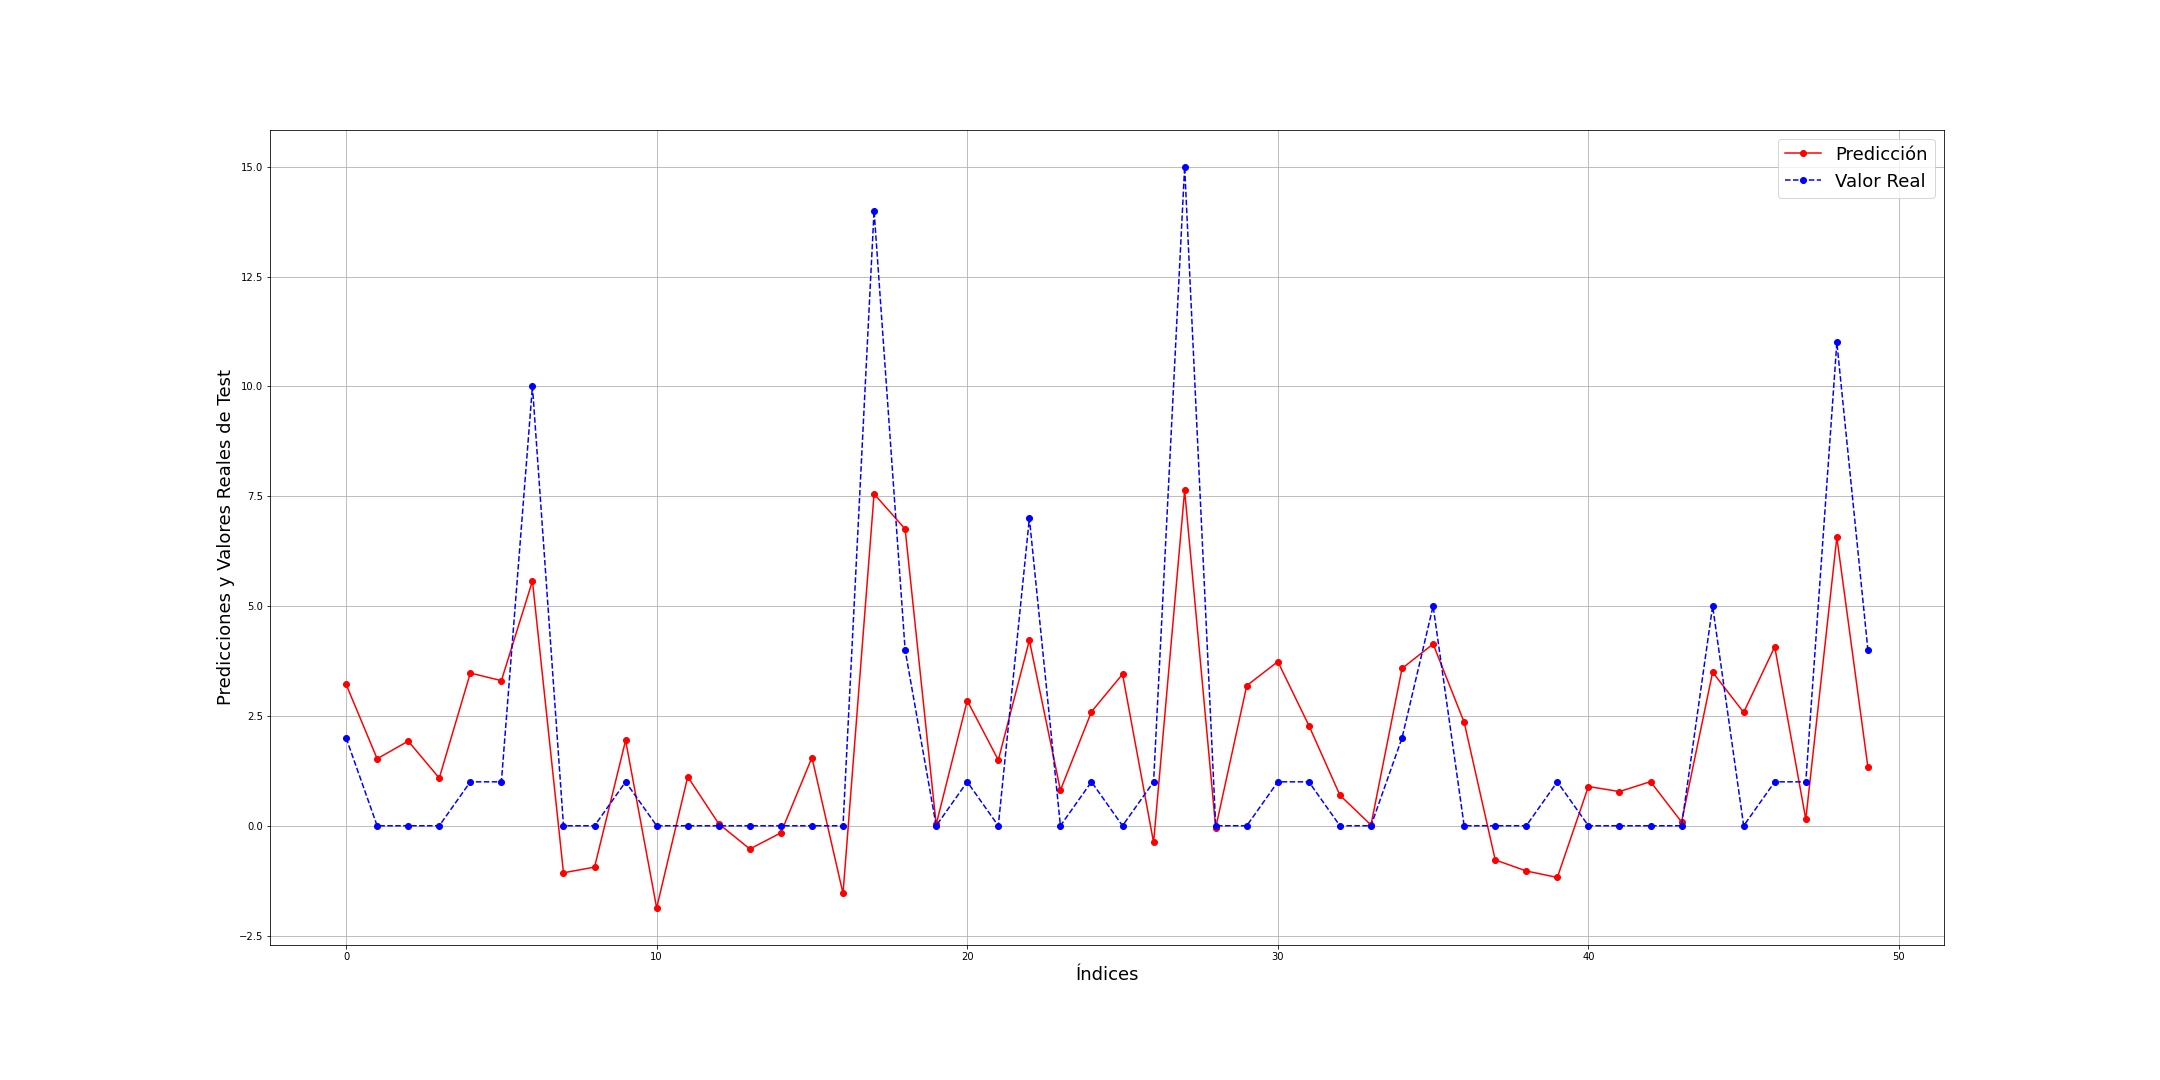 Predicción
Valor Real
15.0
12.5
10.0
7.5
5.0
2.5
0.0
−2.5
Predicciones y Valores Reales de Test
0 10 20 30 40 50
Índices